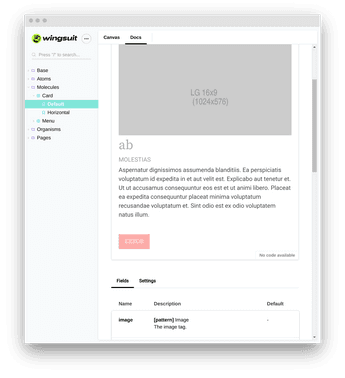 wingsuit
Canvas
Docs
Press "/" to search...
Base
Atoms
Molecules
Card
Default
Horizontal
Menu
Organisms
Pages
LG 16x9
(1024x576)
ab
MOLESTIAS
Aspernatur dignissimos assumenda blanditiis. Ea perspiciatis
voluptatum id expedita in et aut velit est. Explicabo aut tenetur et.
Ut ut accusamus consequuntur eos est et ut animi libero. Placeat
ea expedita consequuntur placeat minima voluptatum
recusandae voluptatum et. Sint odio est ex odio voluptatem
natus illum.
No code available
Fields
Settings
Name
Description
Default
image
[pattern] Image
-
The image tag.